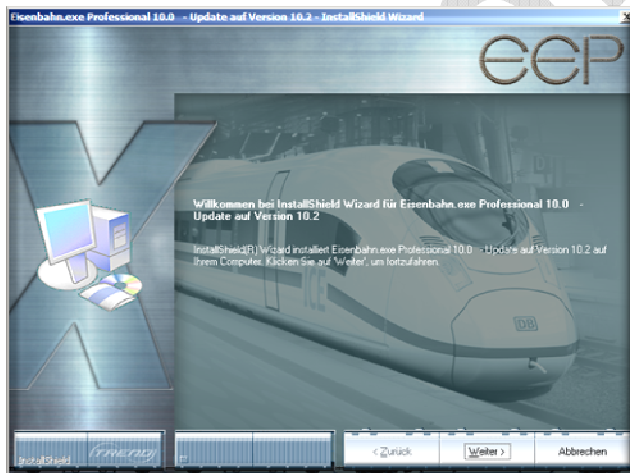 Eisenbahn.exe Professional 10.0 - Update auf Version 10.2 - InstallShield Wizard
EEP
Willkommen bei InstallShield Wizard für Eisenbahn.exe Professional 10.0 -
Update auf Version 10.2
InstallShield(R) Wizard installiert Eisenbahn.exe Professional 10.0 - Update auf Version 10.2 auf
Ihrem Computer. Klicken Sie auf 'Weiter', um fortzufahren.
ICE
DB
InstallShield
TREND
< Zurück
Weiter >
Abbrechen